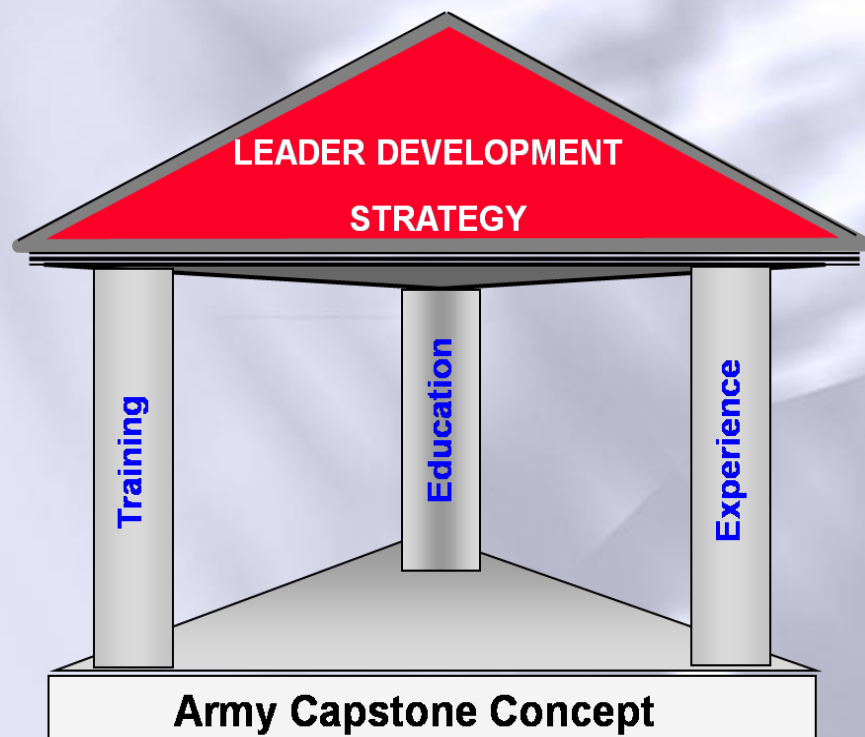 LEADER DEVELOPMENT
STRATEGY
Training
Education
Experience
Army Capstone Concept